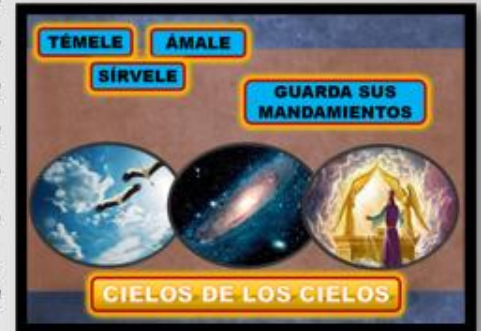 TÉMELE
ÁMALE
SÍRVELE
GUARDA SUS
MANDAMIENTOS
CIELOS DE LOS CIELOS